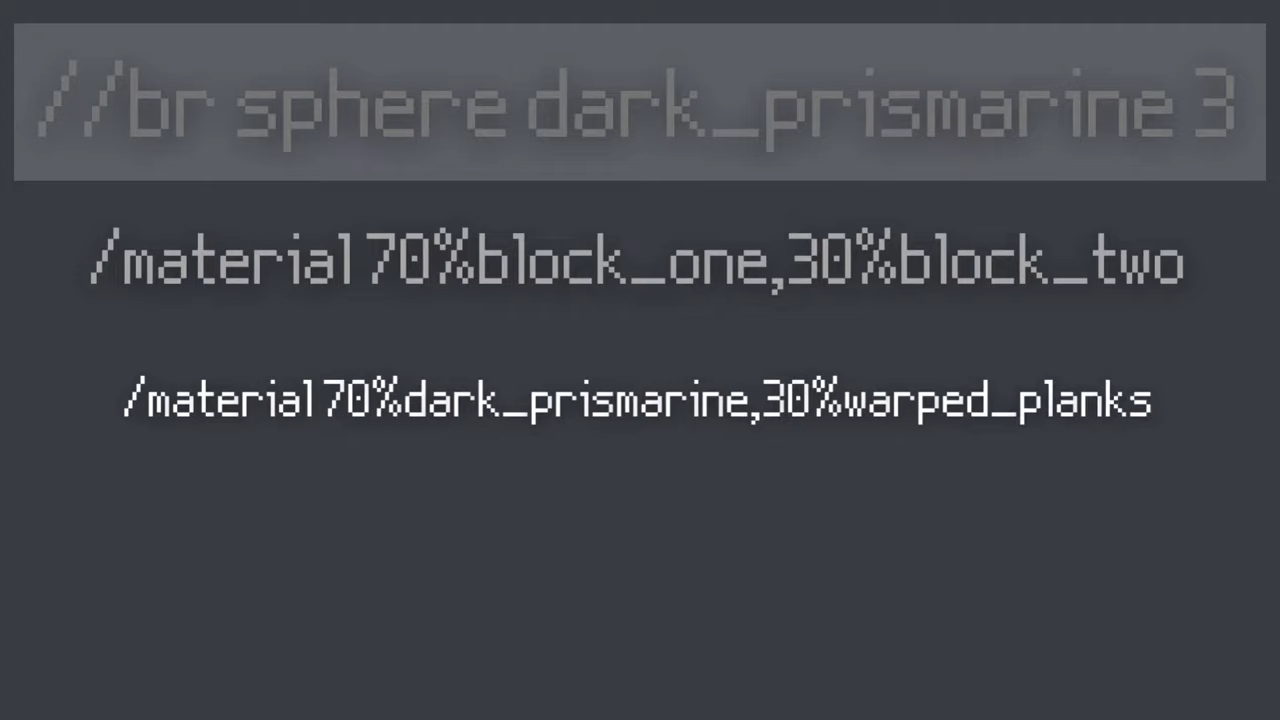 //br sphere dark_prismarine 3
/material 70%block_one,30%block_two
/material 70%dark_prismarine,30%warped_planks